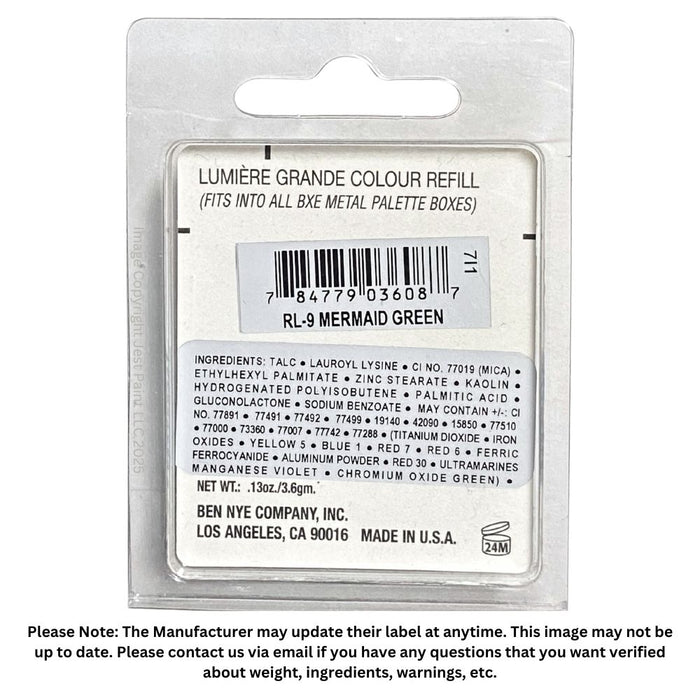 LUMIÈRE GRANDE COLOUR REFILL
(FITS INTO ALL BXE METAL PALETTE BOXES)
7 84779 03608 7
711
RL-9 MERMAID GREEN
INGREDIENTS: TALC • LAUROYL LYSINE • CI NO. 77019 (MICA) •
ETHYLHEXYL PALMITATE • ZINC STEARATE • KAOLIN •
HYDROGENATED POLYISOBUTENE • PALMITIC ACID •
GLUCONOLACTONE • SODIUM BENZOATE • MAY CONTAIN +/-: CI
NO. 77891 • 77491 • 77492 • 77499 • 19140 • 42090 • 15850 • 77510
• 77000 • 73360 • 77007 • 77742 • 77288 • (TITANIUM DIOXIDE • IRON
OXIDES • YELLOW 5 • BLUE 1 • RED 7 • RED 6 • FERRIC
FERROCYANIDE • ALUMINUM POWDER • RED 30 • ULTRAMARINES
MANGANESE VIOLET • CHROMIUM OXIDE GREEN) •
NET WT.: .13oz./3.6gm.
BEN NYE COMPANY, INC.
LOS ANGELES, CA 90016 MADE IN U.S.A.
24M
Image Copyright Jest Paint LLC 2025
Please Note: The Manufacturer may update their label at anytime. This image may not be
up to date. Please contact us via email if you have any questions that you want verified
about weight, ingredients, warnings, etc.